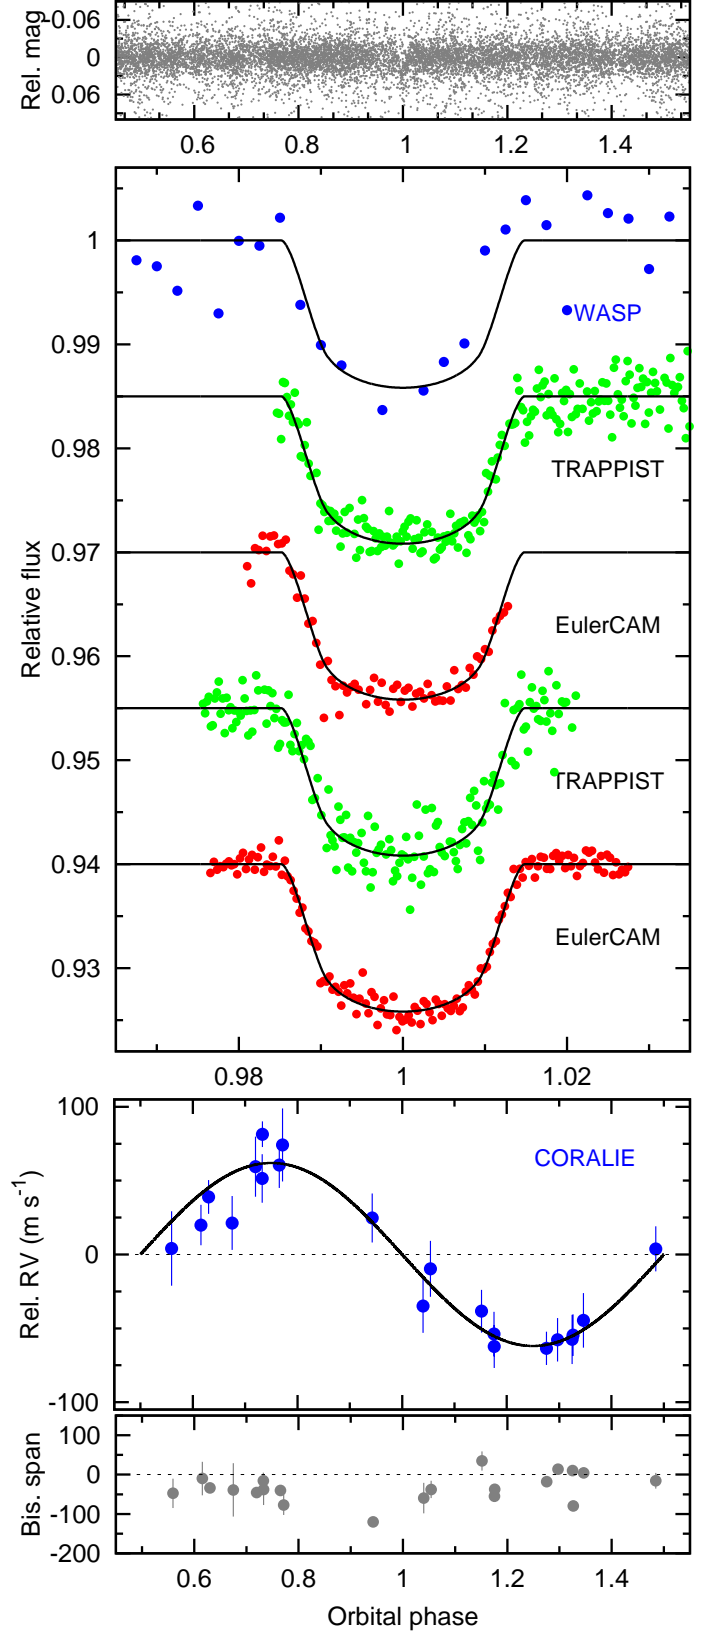 -0.06
0
0.06
Rel. mag
0.6 0.8 1 1.2 1.4
1
0.99
0.98
0.97
0.96
0.95
0.94
0.93
Relative flux
WASP
TRAPPIST
EulerCAM
TRAPPIST
EulerCAM
0.98 1 1.02
100
0
-100
Rel. RV (m s⁻¹)
CORALIE
100
0
-100
-200
Bis. span
0.6 0.8 1 1.2 1.4
Orbital phase